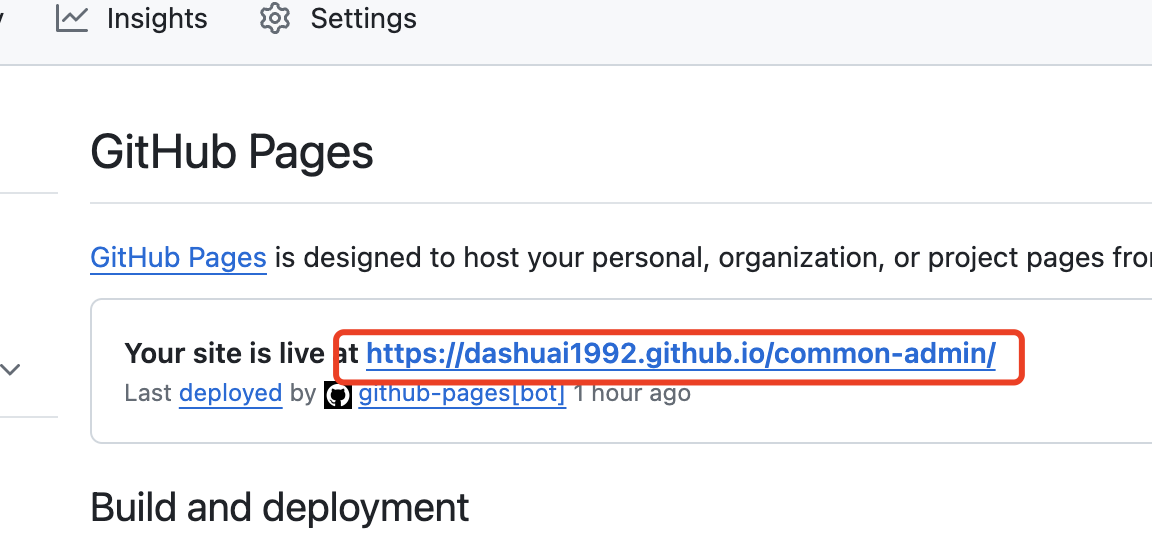 Insights Settings
GitHub Pages
GitHub Pages is designed to host your personal, organization, or project pages
Your site is live at https://dashuai1992.github.io/common-admin/
Last deployed by github-pages[bot] 1 hour ago
Build and deployment